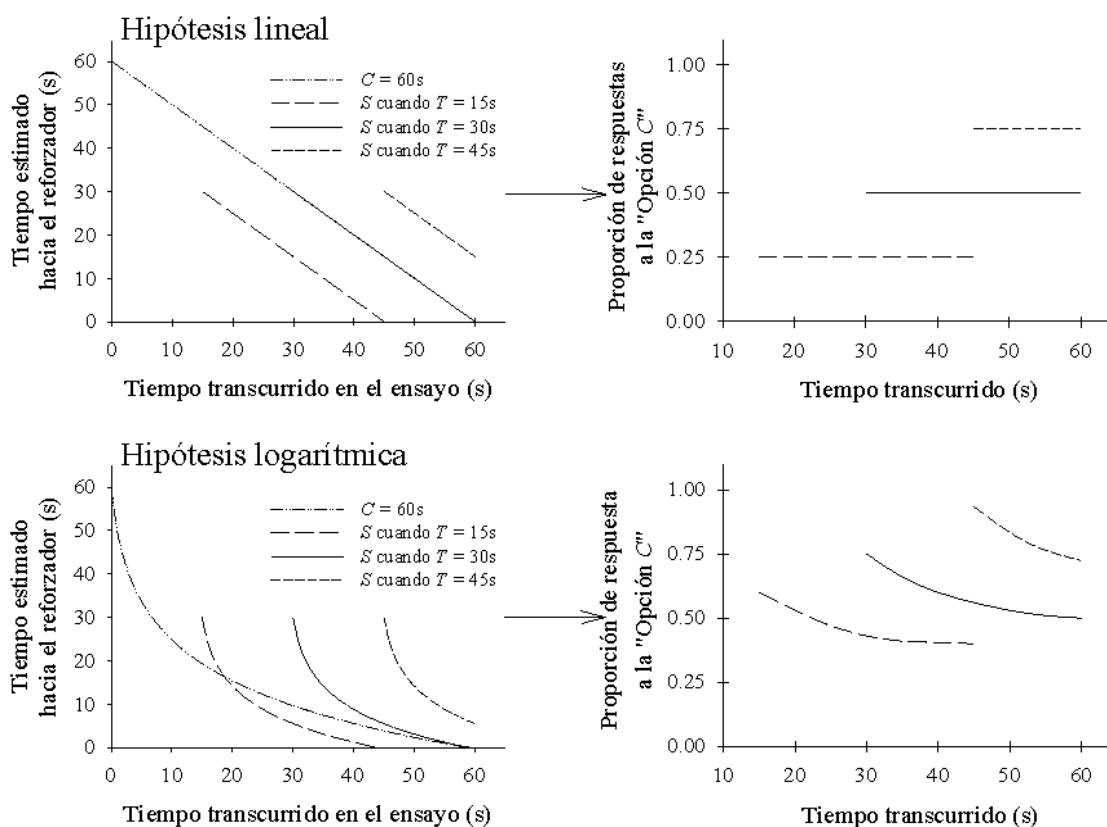 Hipótesis lineal
Tiempo estimado
hacia el reforzador (s)
60
50
40
30
20
10
0
C = 60s
S cuando T = 15s
S cuando T = 30s
S cuando T = 45s
0 10 20 30 40 50 60
Tiempo transcurrido en el ensayo (s)
Proporción de respuestas
a la "Opción C"
1.00
0.75
0.50
0.25
0.00
10 20 30 40 50 60
Tiempo transcurrido (s)
Hipótesis logarítmica
Tiempo estimado
hacia el reforzador (s)
60
50
40
30
20
10
0
C = 60s
S cuando T = 15s
S cuando T = 30s
S cuando T = 45s
0 10 20 30 40 50 60
Tiempo transcurrido en el ensayo (s)
Proporción de respuesta
a la "Opción C"
1.00
0.75
0.50
0.25
0.00
10 20 30 40 50 60
Tiempo transcurrido (s)